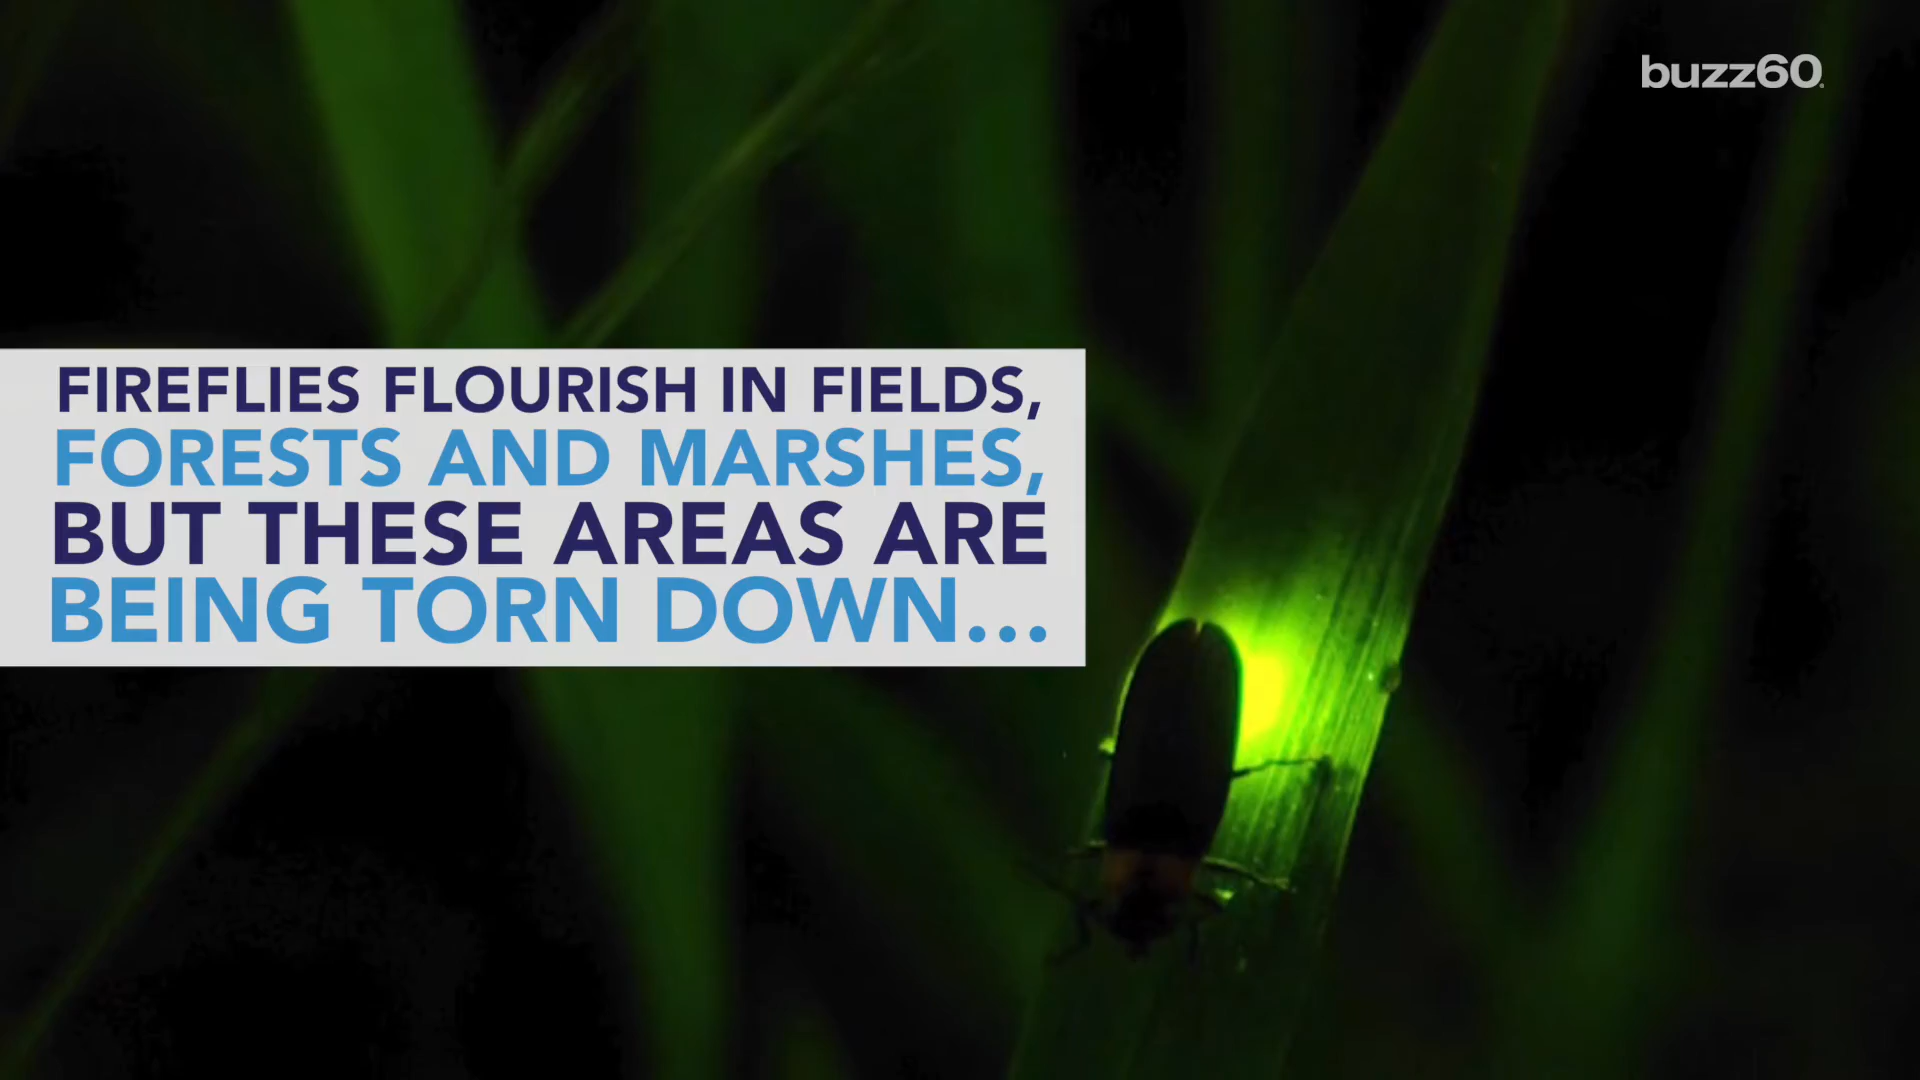 buzz60
FIREFLIES FLOURISH IN FIELDS,
FORESTS AND MARSHES,
BUT THESE AREAS ARE
BEING TORN DOWN...